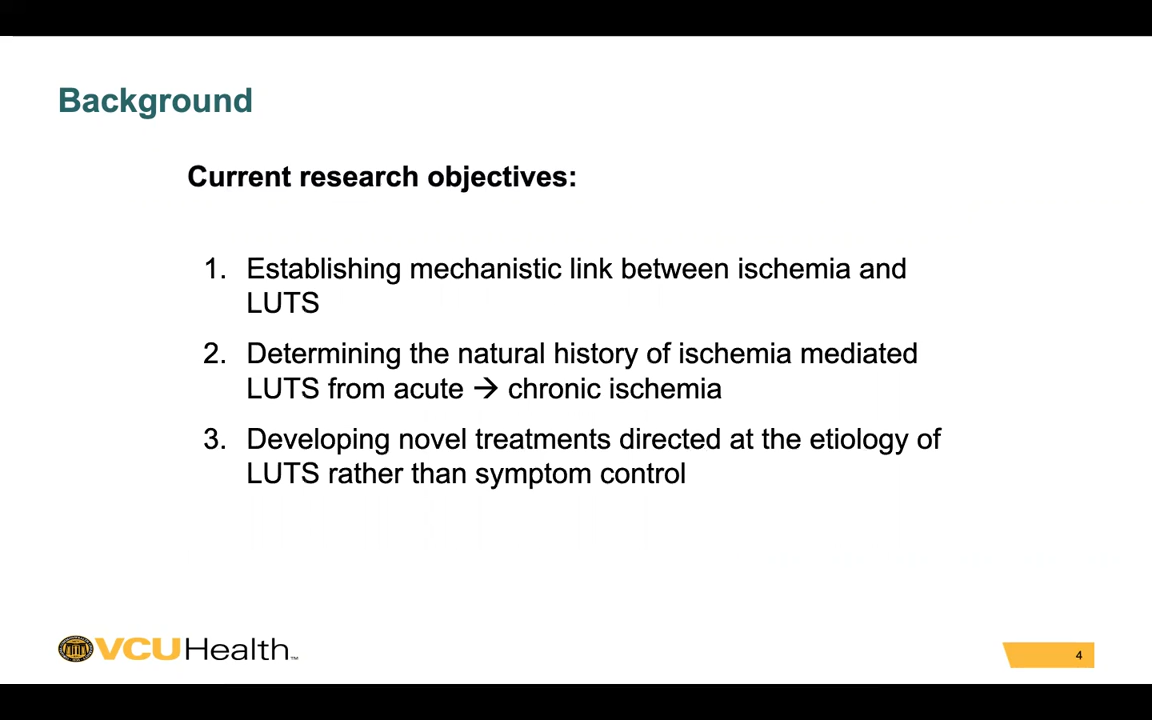 Background
Current research objectives:
1. Establishing mechanistic link between ischemia and
LUTS
2. Determining the natural history of ischemia mediated
LUTS from acute → chronic ischemia
3. Developing novel treatments directed at the etiology of
LUTS rather than symptom control
VCUHealth™
4